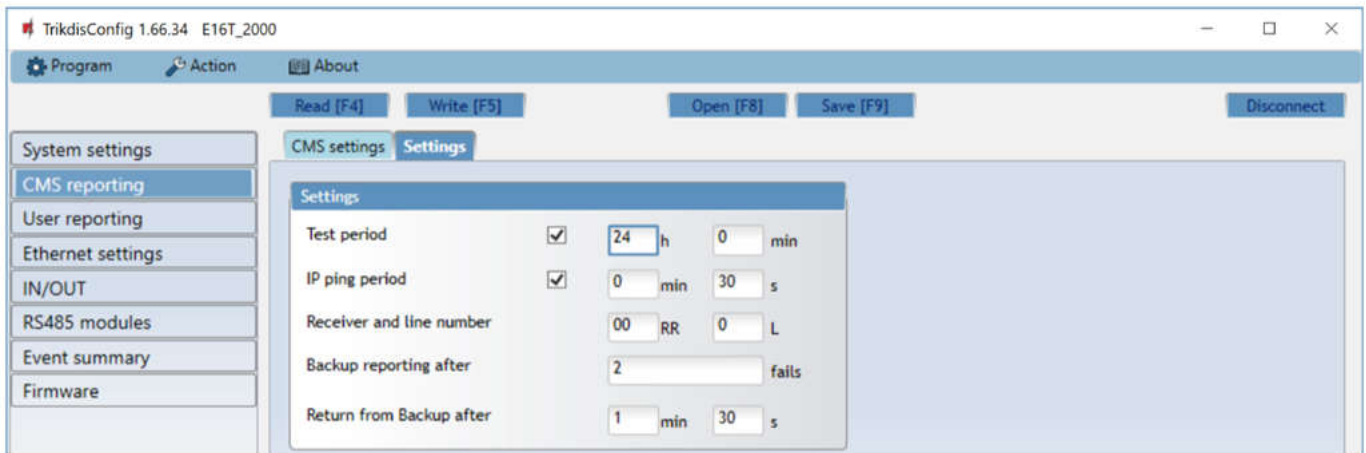 TrikdisConfig 1.66.34 E16T_2000
Program Action About
Read [F4] Write [F5] Open [F8] Save [F9] Disconnect
System settings
CMS reporting
User reporting
Ethernet settings
IN/OUT
RS485 modules
Event summary
Firmware
CMS settings Settings
Settings
Test period 24 h 0 min
IP ping period 0 min 30 s
Receiver and line number 00 RR 0 L
Backup reporting after 2 fails
Return from Backup after 1 min 30 s